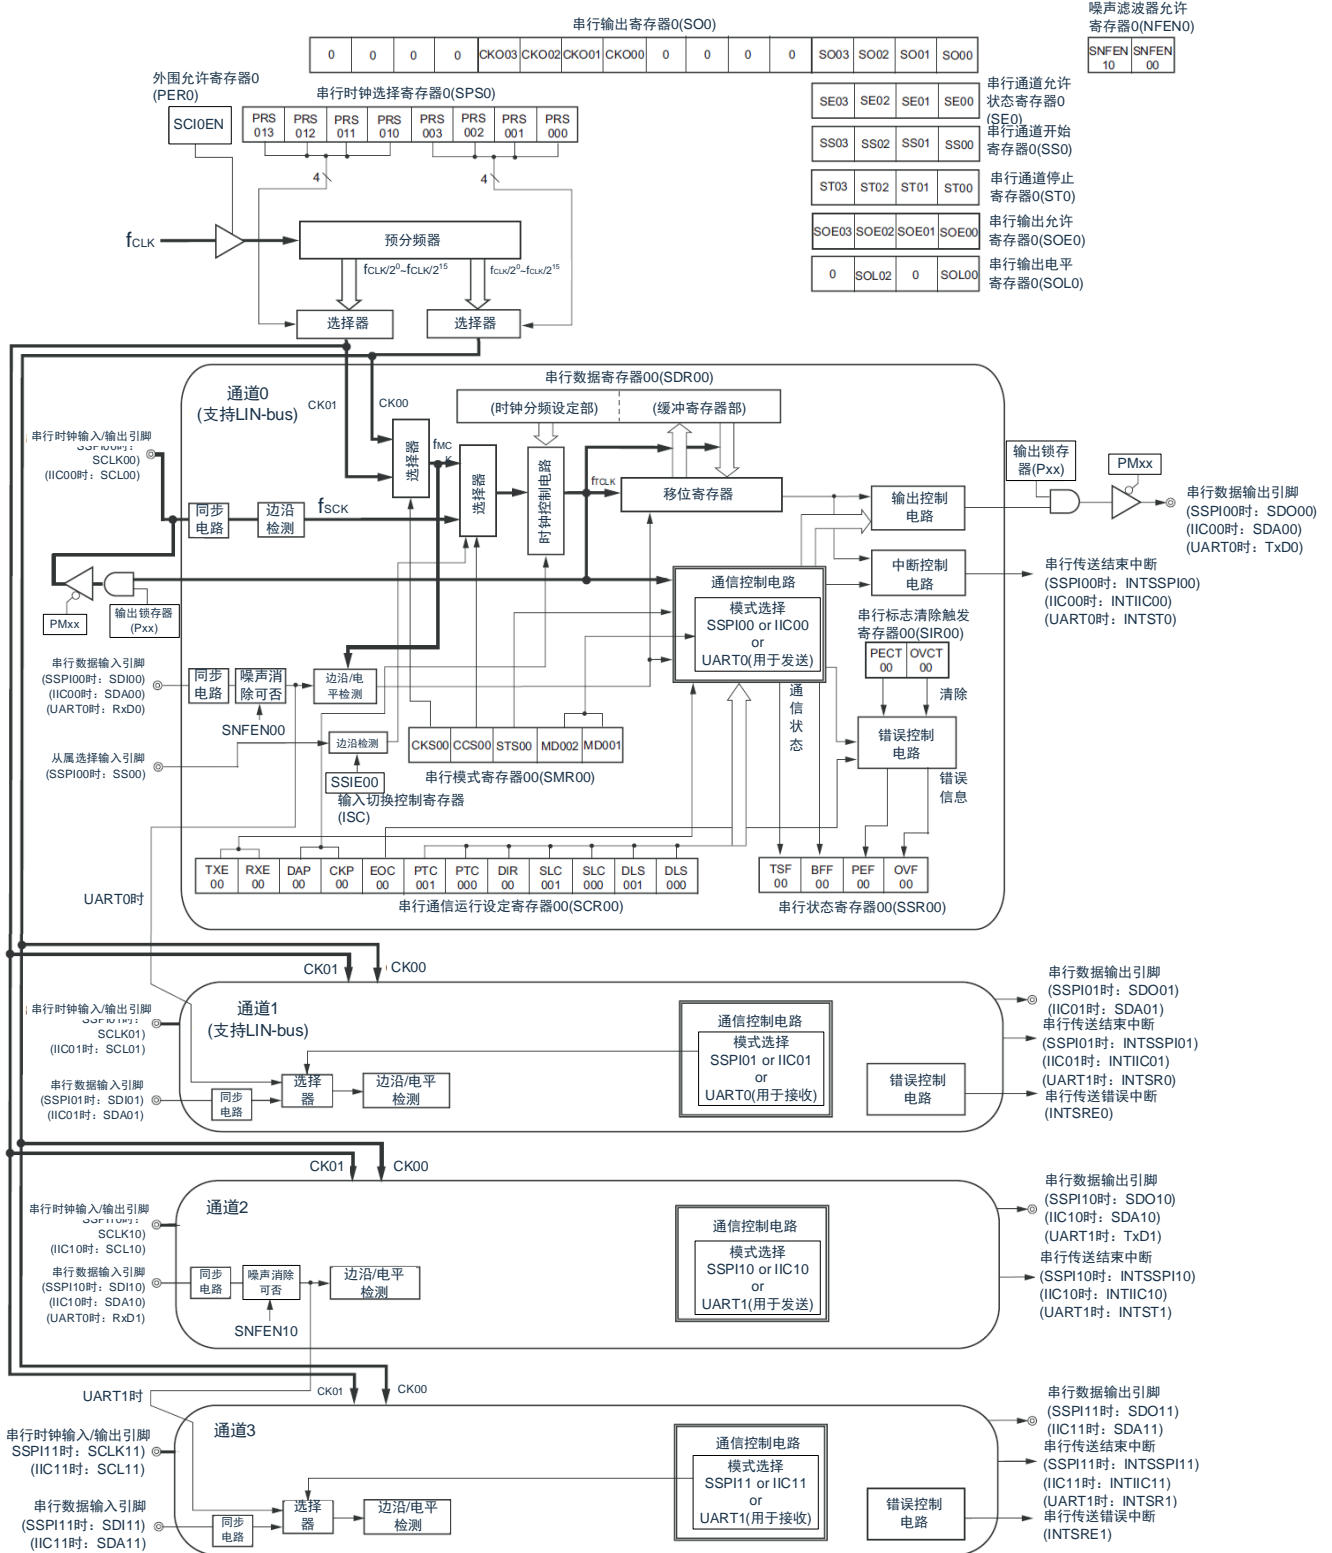 串行输出寄存器0(SO0)
0 0 0 0 CKO03 CKO02 CKO01 CKO00 0 0 0 0 SO03 SO02 SO01 SO00
噪声滤波器允许
寄存器0(NFEN0)
SNFEN SNFEN
10 00
外围允许寄存器0
(PER0)
SCI0EN
串行时钟选择寄存器0(SPS0)
PRS PRS PRS PRS PRS PRS PRS PRS
013 012 011 010 003 002 001 000
4
4
SE03 SE02 SE01 SE00
串行通道允许
状态寄存器0
(SE0)
SS03 SS02 SS01 SS00
串行通道开始
寄存器0(SS0)
ST03 ST02 ST01 ST00
串行通道停止
寄存器0(ST0)
SOE03 SOE02 SOE01 SOE00
串行输出允许
寄存器0(SOE0)
0 SOL02 0 SOL00
串行输出电平
寄存器0(SOL0)
fCLK
预分频器
fCLK/2⁰~fCLK/2¹⁵
fCLK/2⁰~fCLK/2¹⁵
选择器
选择器
通道0
(支持LIN-bus)
CK01
CK00
串行数据寄存器00(SDR00)
(时钟分频设定部)
(缓冲寄存器部)
串行时钟输入/输出引脚
SSPI00时:
SCLK00)
(IIC00时: SCL00)
选择器
fMC
K
选择器
时钟控制电路
fTCLK
移位寄存器
同步
电路
边沿
检测
fSCK
输出控制
电路
输出锁存
器(Pxx)
PMxx
串行数据输出引脚
(SSPI00时: SDO00)
(IIC00时: SDA00)
(UART0时: TxD0)
中断控制
电路
串行传送结束中断
(SSPI00时: INTSSPI00)
(IIC00时: INTIIC00)
(UART0时: INTST0)
PMxx
输出锁存器
(Pxx)
通信控制电路
模式选择
SSPI00 or IIC00
or
UART0(用于发送)
串行标志清除触发
寄存器00(SIR00)
PECT OVCT
00 00
清除
串行数据输入引脚
(SSPI00时: SDI00)
(IIC00时: SDA00)
(UART0时: RxD0)
同步
电路
噪声消
除可否
边沿/电
平检测
SNFEN00
通
信
状
态
错误控制
电路
错误
信息
从属选择输入引脚
(SSPI00时: SS00)
边沿检测
SSIE00
输入切换控制寄存器
(ISC)
CKS00 CCS00 STS00 MD002 MD001
串行模式寄存器00(SMR00)
TXE RXE DAP CKP EOC PTC PTC DIR SLC SLC DLS DLS
00 00 00 00 00 001 000 00 001 000 001 000
串行通信运行设定寄存器00(SCR00)
TSF BFF PEF OVF
00 00 00 00
串行状态寄存器00(SSR00)
UART0时
CK01
CK00
通道1
(支持LIN-bus)
串行时钟输入/输出引脚
SSPI01时:
SCLK01)
(IIC01时: SCL01)
串行数据输入引脚
(SSPI01时: SDI01)
(IIC01时: SDA01)
同步
电路
选择
器
边沿/电平
检测
通信控制电路
模式选择
SSPI01 or IIC01
or
UART0(用于接收)
错误控制
电路
串行数据输出引脚
(SSPI01时: SDO01)
(IIC01时: SDA01)
串行传送结束中断
(SSPI01时: INTSSPI01)
(IIC01时: INTIIC01)
(UART1时: INTSR0)
串行传送错误中断
(INTSRE0)
CK01
CK00
通道2
串行时钟输入/输出引脚
SSPI10时:
SCLK10)
(IIC10时: SCL10)
串行数据输入引脚
(SSPI10时: SDI10)
(IIC10时: SDA10)
(UART0时: RxD1)
同步
电路
噪声消除
可否
边沿/电平
检测
SNFEN10
通信控制电路
模式选择
SSPI10 or IIC10
or
UART1(用于发送)
串行数据输出引脚
(SSPI10时: SDO10)
(IIC10时: SDA10)
(UART1时: TxD1)
串行传送结束中断
(SSPI10时: INTSSPI10)
(IIC10时: INTIIC10)
(UART1时: INTST1)
UART1时
CK01
CK00
通道3
串行时钟输入/输出引脚
SSPI11时: SCLK11)
(IIC11时: SCL11)
串行数据输入引脚
(SSPI11时: SDI11)
(IIC11时: SDA11)
同步
电路
选择
器
边沿/电平
检测
通信控制电路
模式选择
SSPI11 or IIC11
or
UART1(用于接收)
错误控制
电路
串行数据输出引脚
(SSPI11时: SDO11)
(IIC11时: SDA11)
串行传送结束中断
(SSPI11时: INTSSPI11)
(IIC11时: INTIIC11)
(UART1时: INTSR1)
串行传送错误中断
(INTSRE1)